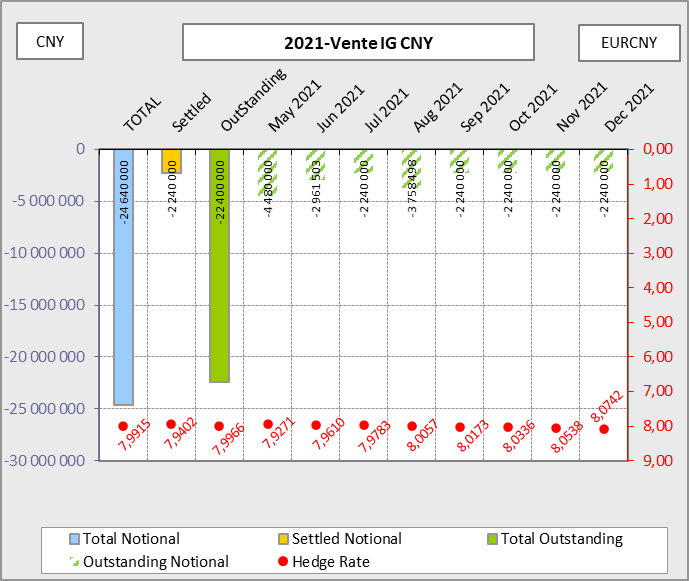 CNY
2021-Vente IG CNY
EURCNY
TOTAL
Settled
OutStanding
May 2021
Jun 2021
Jul 2021
Aug 2021
Sep 2021
Oct 2021
Nov 2021
Dec 2021
0
-5 000 000
-10 000 000
-15 000 000
-20 000 000
-25 000 000
-30 000 000
-24 640 000
-2 240 000
-22 400 000
-4 480 000
-2 961 503
-2 240 000
-3 758 498
-2 240 000
-2 240 000
-2 240 000
-2 240 000
7,9915
7,9402
7,9966
7,9271
7,9610
7,9783
8,0057
8,0173
8,0336
8,0538
8,0742
0,00
1,00
2,00
3,00
4,00
5,00
6,00
7,00
8,00
9,00
Total Notional
Settled Notional
Total Outstanding
Outstanding Notional
Hedge Rate